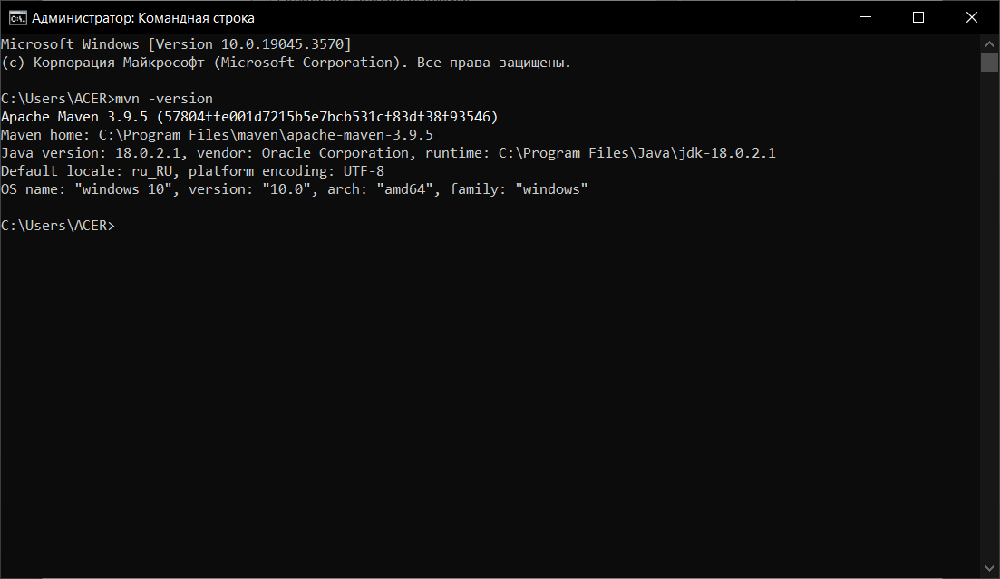 Администратор: Командная строка
Microsoft Windows [Version 10.0.19045.3570]
(c) Корпорация Майкрософт (Microsoft Corporation). Все права защищены.
C:\Users\ACER>mvn -version
Apache Maven 3.9.5 (57804ffe001d7215b5e7bcb531cf83df38f93546)
Maven home: C:\Program Files\maven\apache-maven-3.9.5
Java version: 18.0.2.1, vendor: Oracle Corporation, runtime: C:\Program Files\Java\jdk-18.0.2.1
Default locale: ru_RU, platform encoding: UTF-8
OS name: "windows 10", version: "10.0", arch: "amd64", family: "windows"
C:\Users\ACER>